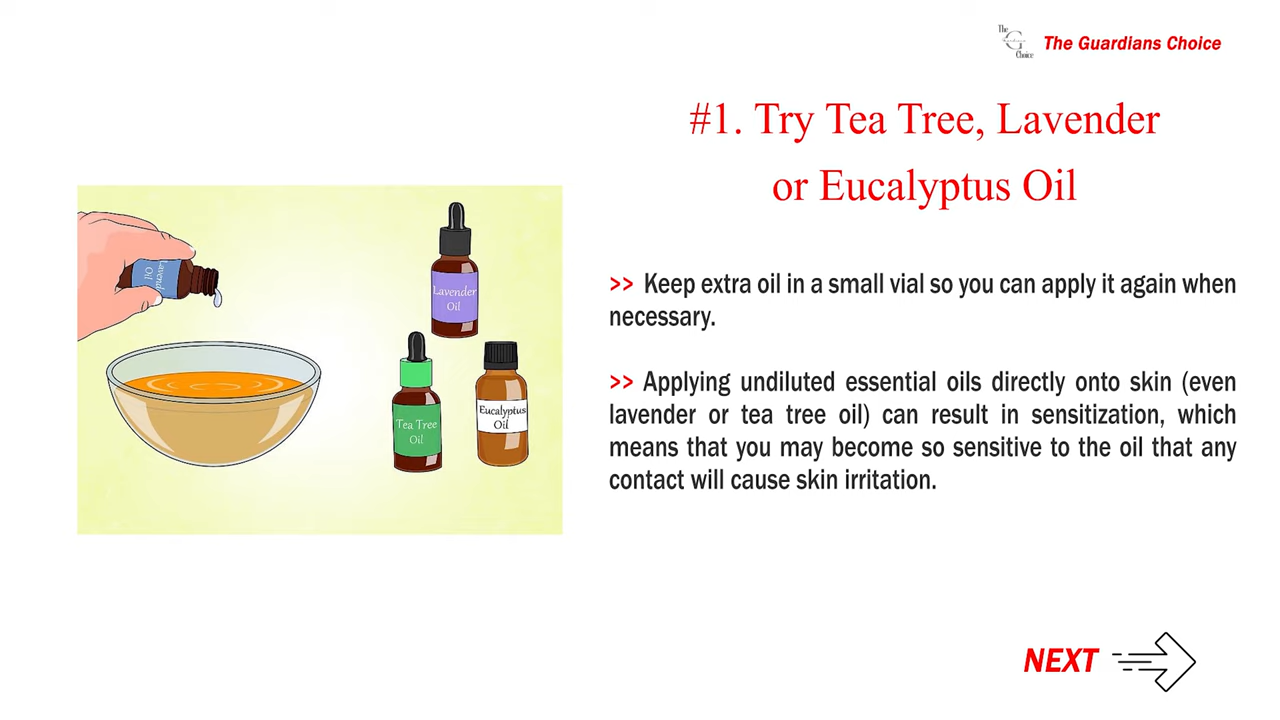 The
G
Choice
The Guardians Choice
#1. Try Tea Tree, Lavender
or Eucalyptus Oil
>> Keep extra oil in a small vial so you can apply it again when
necessary.
>> Applying undiluted essential oils directly onto skin (even
lavender or tea tree oil) can result in sensitization, which
means that you may become so sensitive to the oil that any
contact will cause skin irritation.
Lavender
Oil
Lavender
Oil
Tea Tree
Oil
Eucalyptus
Oil
NEXT